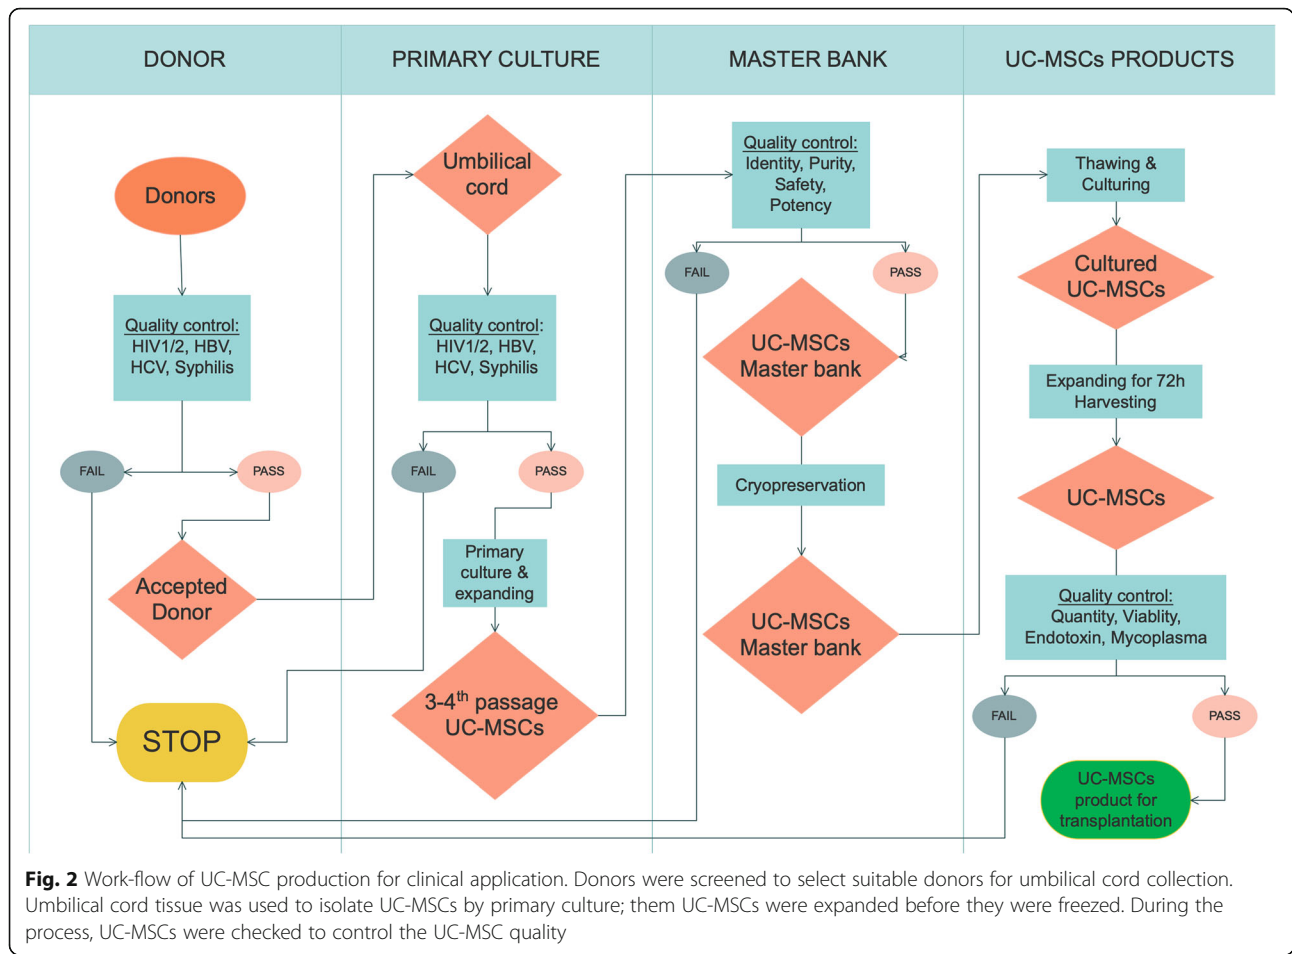 DONOR
PRIMARY CULTURE
MASTER BANK
UC-MSCs PRODUCTS
Donors
Quality control:
HIV1/2, HBV,
HCV, Syphilis
FAIL
PASS
Accepted
Donor
STOP
Umbilical
cord
Quality control:
HIV1/2, HBV,
HCV, Syphilis
FAIL
PASS
Primary
culture &
expanding
3-4th passage
UC-MSCs
Quality control:
Identity, Purity,
Safety,
Potency
FAIL
PASS
UC-MSCs
Master bank
Cryopreservation
UC-MSCs
Master bank
Thawing &
Culturing
Cultured
UC-MSCs
Expanding for 72h
Harvesting
UC-MSCs
Quality control:
Quantity, Viablity,
Endotoxin, Mycoplasma
FAIL
PASS
UC-MSCs
product for
transplantation
Fig. 2 Work-flow of UC-MSC production for clinical application. Donors were screened to select suitable donors for umbilical cord collection.
Umbilical cord tissue was used to isolate UC-MSCs by primary culture; them UC-MSCs were expanded before they were freezed. During the
process, UC-MSCs were checked to control the UC-MSC quality